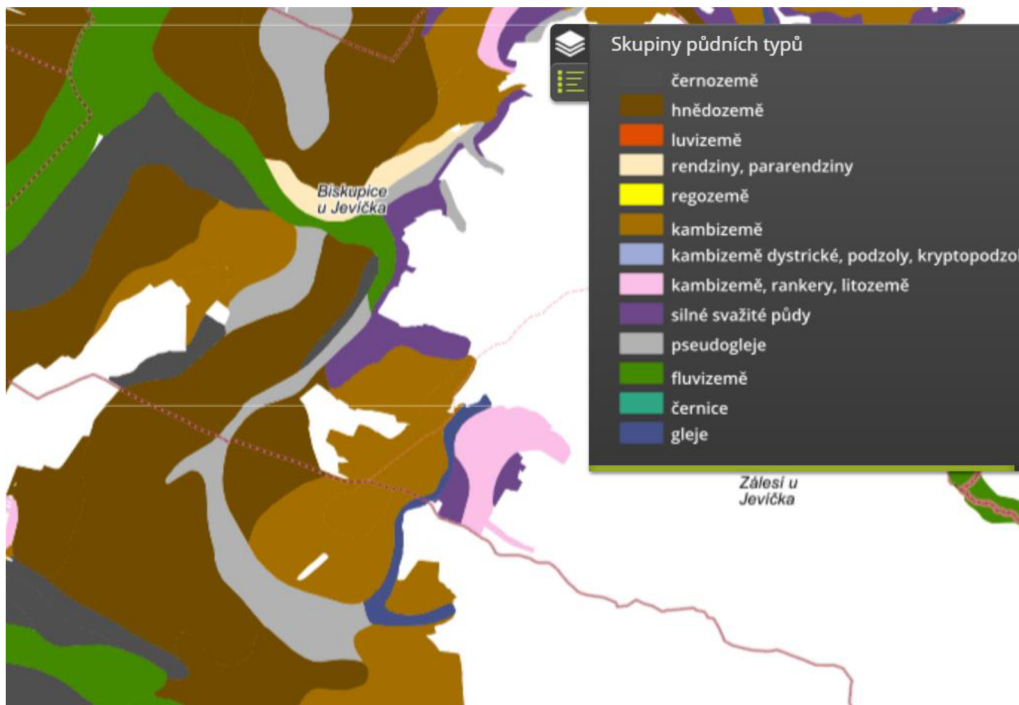 Skupiny půdních typů
černozemě
hnědozemě
luvizemě
rendziny, pararendziny
regozemě
kambizemě
kambizemě dystrické, podzoly, kryptopodzol
kambizemě, rankery, litozemě
silné svažité půdy
pseudogleje
fluvizemě
černice
gleje
Biskupice
u Jevíčka
Zálesí u
Jevíčka